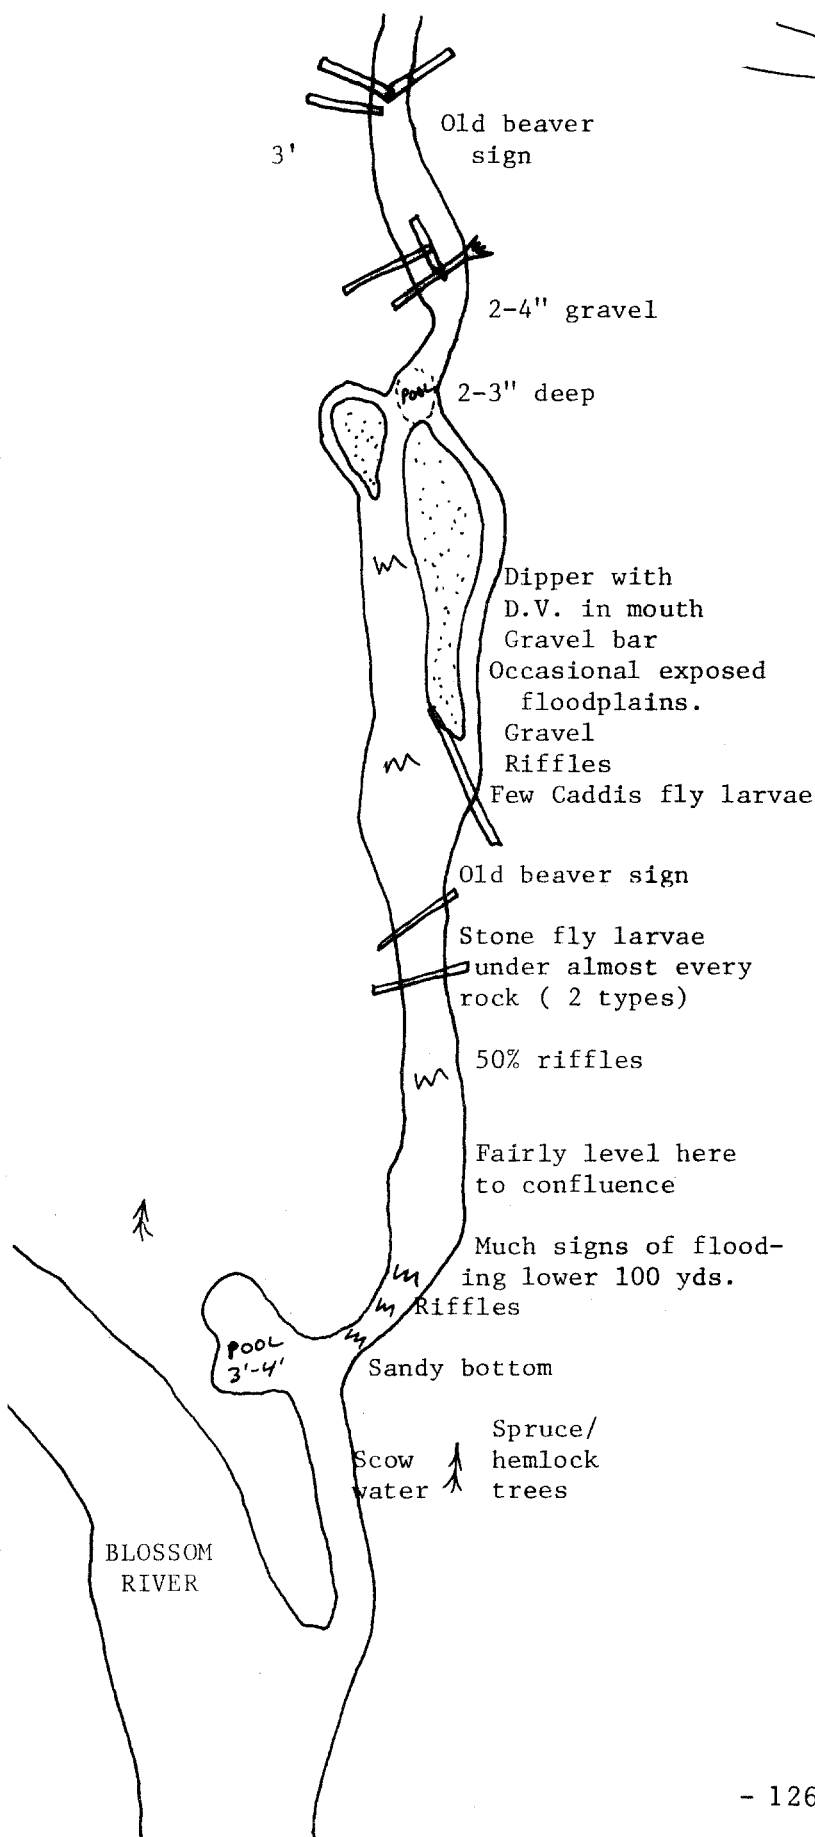 Old beaver
sign
3'
2-4" gravel
POOL
2-3" deep
Dipper with
D.V. in mouth
Gravel bar
Occasional exposed
floodplains.
Gravel
Riffles
Few Caddis fly larvae
Old beaver sign
Stone fly larvae
under almost every
rock ( 2 types)
50% riffles
Fairly level here
to confluence
Much signs of flood-
ing lower 100 yds.
Riffles
POOL
3'-4'
Sandy bottom
Scow
water
Spruce/
hemlock
trees
BLOSSOM
RIVER
- 126